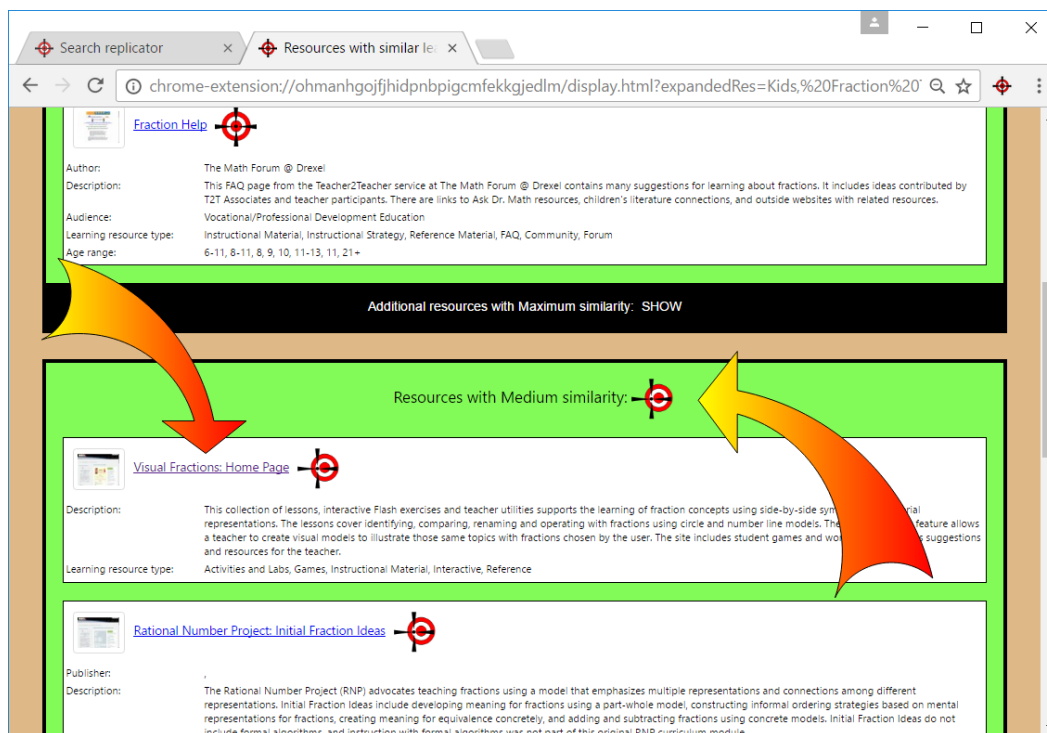 Search replicator
Resources with similar lea
chrome-extension://ohmanhgojfjhidpnbpigcmfekkgjedlm/display.html?expandedRes=Kids,%20Fraction%20
Fraction Help
Author: The Math Forum @ Drexel
Description: This FAQ page from the Teacher2Teacher service at The Math Forum @ Drexel contains many suggestions for learning about fractions. It includes ideas contributed by
T2T Associates and teacher participants. There are links to Ask Dr. Math resources, children's literature connections, and outside websites with related resources.
Audience: Vocational/Professional Development Education
Learning resource type: Instructional Material, Instructional Strategy, Reference Material, FAQ, Community, Forum
Age range: 6-11, 8-11, 8, 9, 10, 11-13, 11, 21+
Additional resources with Maximum similarity: SHOW
Resources with Medium similarity:
Visual Fractions: Home Page
Description: This collection of lessons, interactive Flash exercises and teacher utilities supports the learning of fraction concepts using side-by-side
representations. The lessons cover identifying, comparing, renaming and operating with fractions using circle and number line models. feature allows
a teacher to create visual models to illustrate those same topics with fractions chosen by the user. The site includes student games and suggestions
and resources for the teacher.
Learning resource type: Activities and Labs, Games, Instructional Material, Interactive, Reference
Rational Number Project: Initial Fraction Ideas
Publisher: ,
Description: The Rational Number Project (RNP) advocates teaching fractions using a model that emphasizes multiple representations and connections among different
representations. Initial Fraction Ideas include developing meaning for fractions using a part-whole model, constructing informal ordering strategies based on mental
representations for fractions, creating meaning for equivalence concretely, and adding and subtracting fractions using concrete models. Initial Fraction Ideas do not
include formal algorithms, and instruction with formal algorithms was not part of this original RNP curriculum module.